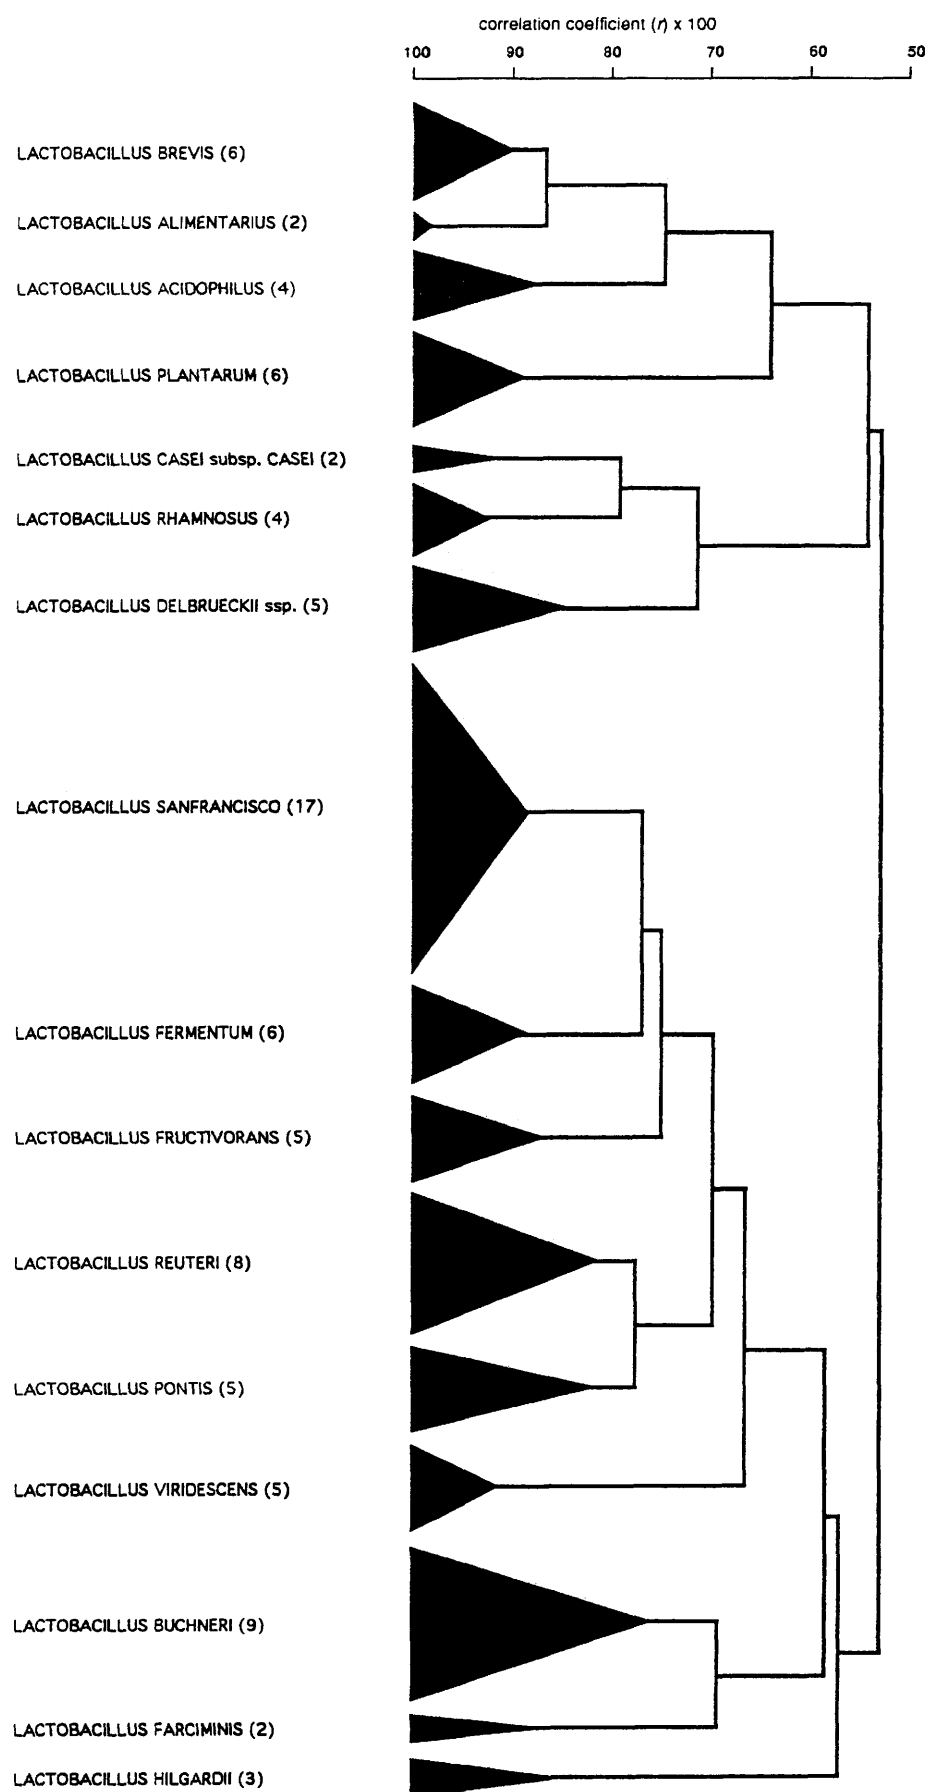 correlation coefficient (r) x 100
100 90 80 70 60 50
LACTOBACILLUS BREVIS (6)
LACTOBACILLUS ALIMENTARIUS (2)
LACTOBACILLUS ACIDOPHILUS (4)
LACTOBACILLUS PLANTARUM (6)
LACTOBACILLUS CASEI subsp. CASEI (2)
LACTOBACILLUS RHAMNOSUS (4)
LACTOBACILLUS DELBRUECKII ssp. (5)
LACTOBACILLUS SANFRANCISCO (17)
LACTOBACILLUS FERMENTUM (6)
LACTOBACILLUS FRUCTIVORANS (5)
LACTOBACILLUS REUTERI (8)
LACTOBACILLUS PONTIS (5)
LACTOBACILLUS VIRIDESCENS (5)
LACTOBACILLUS BUCHNERI (9)
LACTOBACILLUS FARCIMINIS (2)
LACTOBACILLUS HILGARDII (3)